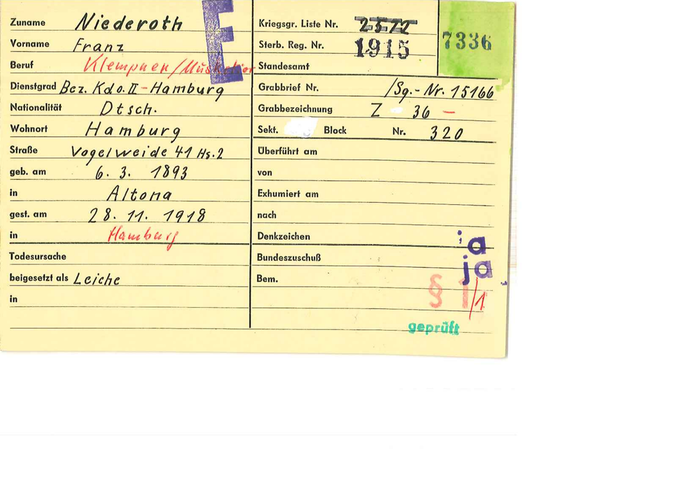 Zuname Niederoth
Vorname Franz
Beruf Klempner/Musketier
Dienstgrad Bez. Kdo. II - Hamburg
Nationalität Dtsch.
Wohnort Hamburg
Straße Vogelweide 41 Hs. 2
geb. am 6. 3. 1893
in Altona
gest. am 28. 11. 1918
in Hamburg
Todesursache
beigesetzt als Leiche
in
E
Kriegsgr. Liste Nr. 2372
Sterb. Reg. Nr. 1915
7336
Standesamt
Grabbrief Nr. /Sg.-Nr. 15166
Grabbezeichnung Z 36 –
Sekt. Block Nr. 320
Überführt am
von
Exhumiert am
nach
Denkzeichen ja
Bundeszuschuß ja
Bem. § 1/1
geprüft